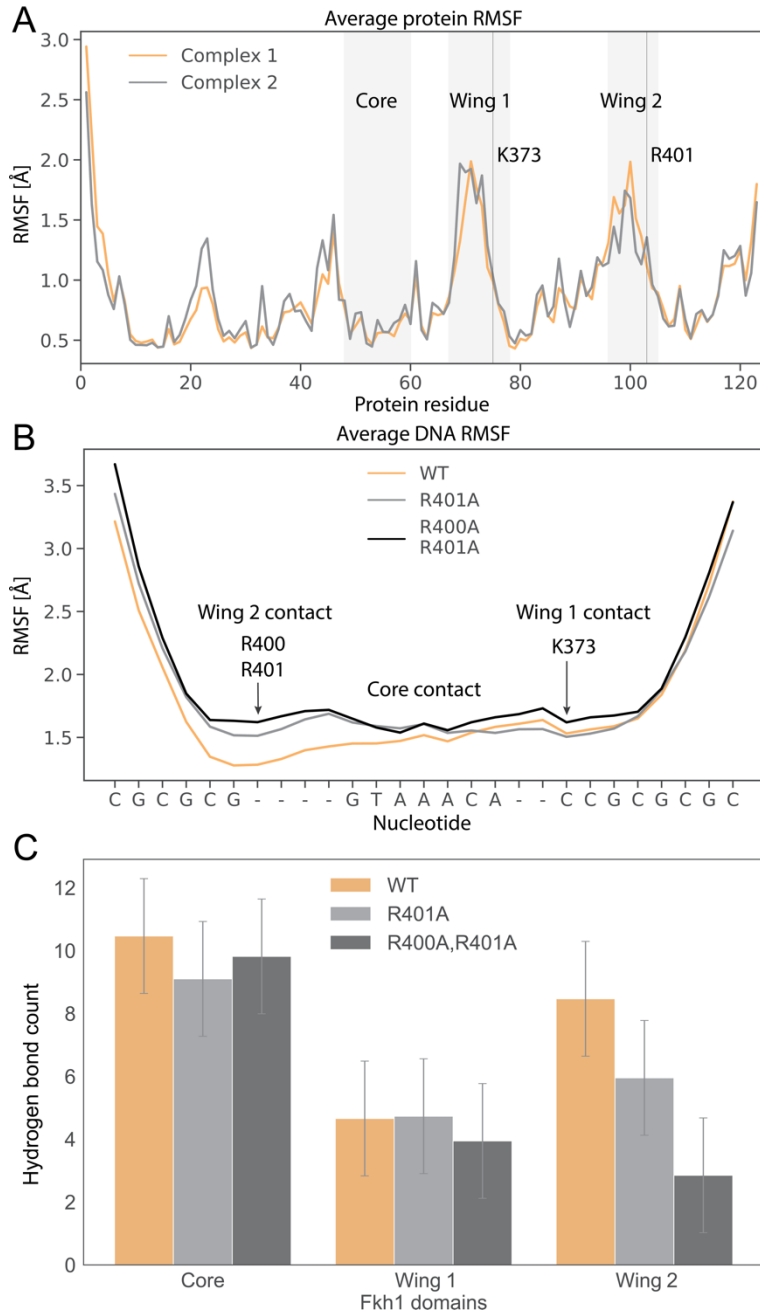 A
Average protein RMSF
3.0
2.5
2.0
1.5
1.0
0.5
RMSF [Å]
Complex 1
Complex 2
Core
Wing 1
Wing 2
K373
R401
0 20 40 60 80 100 120
Protein residue
B
Average DNA RMSF
3.5
3.0
2.5
2.0
1.5
RMSF [Å]
WT
R401A
R400A
R401A
Wing 2 contact
R400
R401
Core contact
Wing 1 contact
K373
C G C G C G - - - - G T A A A C A - - C C G C G C G C
Nucleotide
C
12
10
8
6
4
2
0
Hydrogen bond count
WT
R401A
R400A,R401A
Core Wing 1 Wing 2
Fkh1 domains